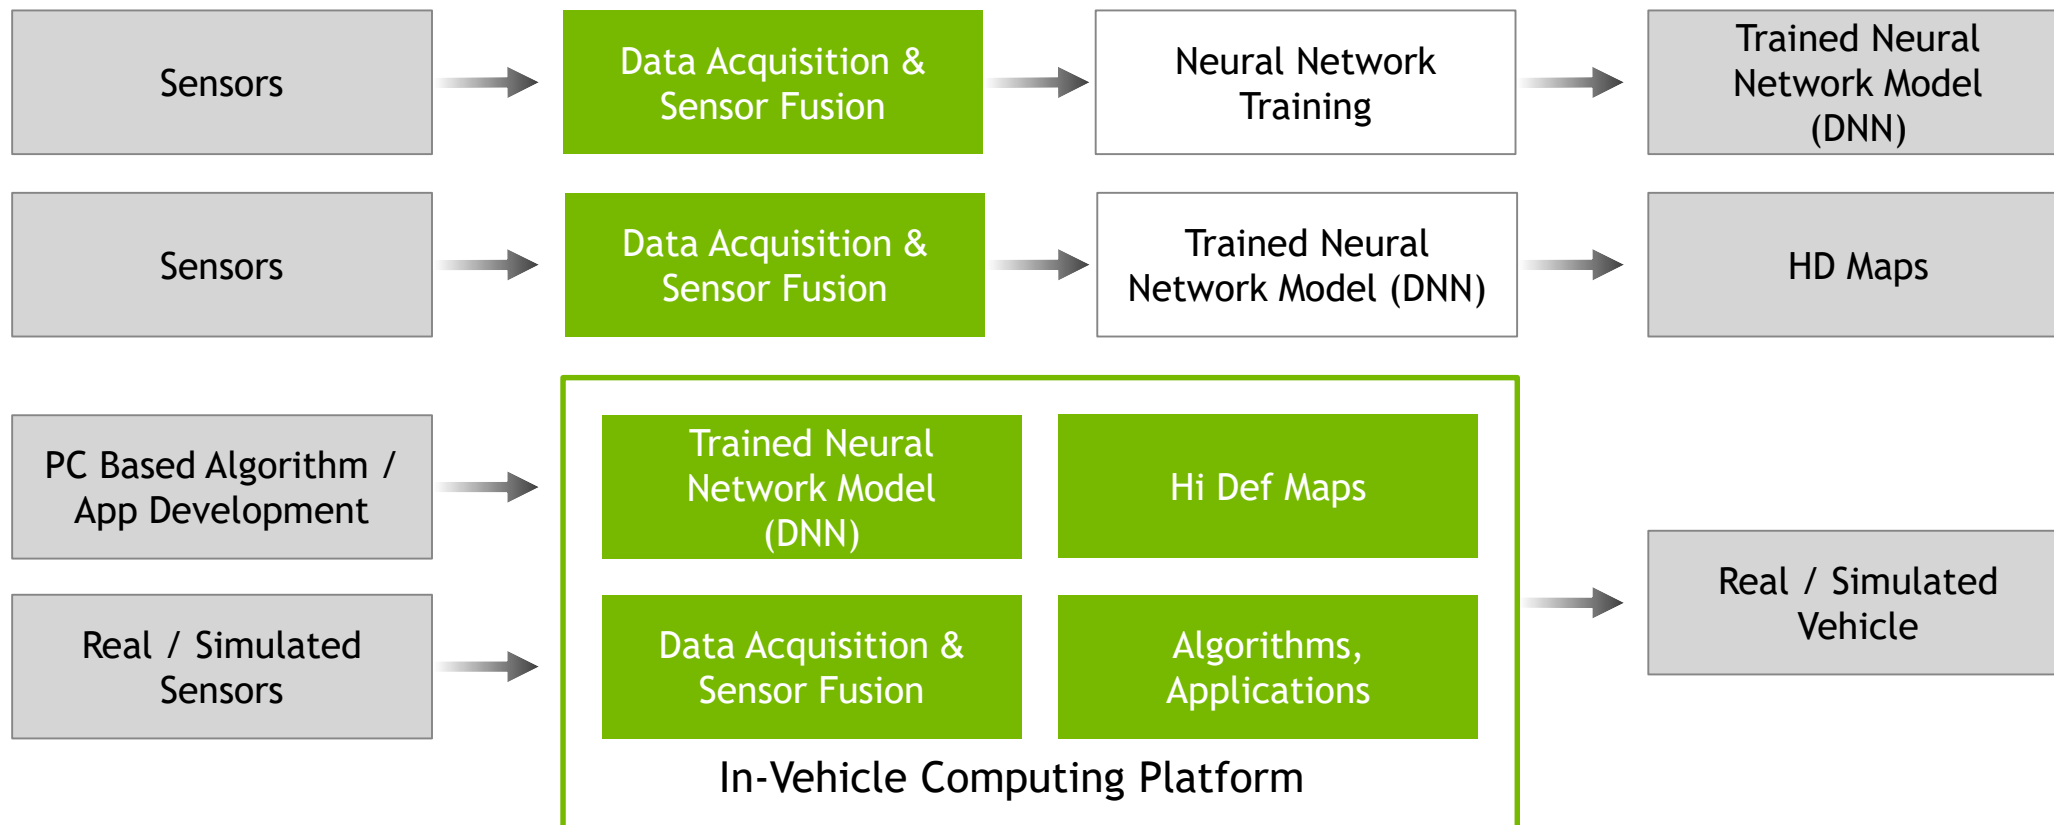 Sensors
Data Acquisition &
Sensor Fusion
Neural Network
Training
Trained Neural
Network Model
(DNN)
Sensors
Data Acquisition &
Sensor Fusion
Trained Neural
Network Model (DNN)
HD Maps
PC Based Algorithm /
App Development
Trained Neural
Network Model
(DNN)
Hi Def Maps
Real / Simulated
Sensors
Data Acquisition &
Sensor Fusion
Algorithms,
Applications
In-Vehicle Computing Platform
Real / Simulated
Vehicle